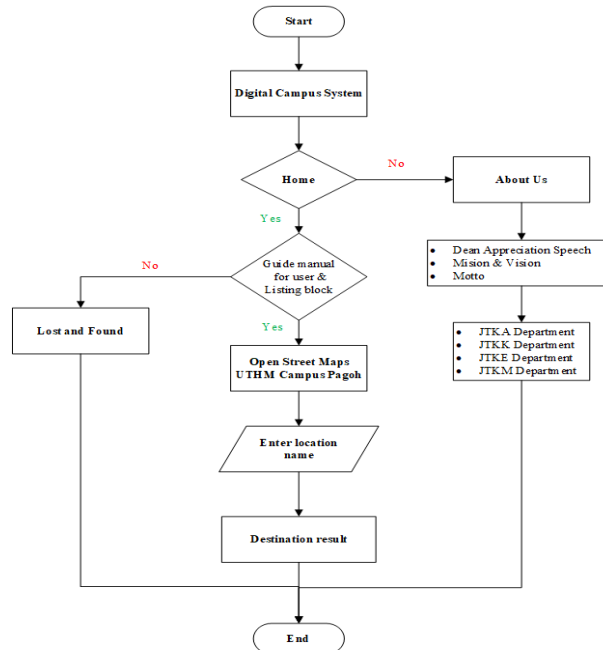 Start
Digital Campus System
Home
No
About Us
Yes
Dean Appreciation Speech
Mision & Vision
Motto
Guide manual
for user &
Listing block
No
Yes
Lost and Found
Open Street Maps
UTHM Campus Pagoh
JTKA Department
JTKK Department
JTKE Department
JTKM Department
Enter location
name
Destination result
End